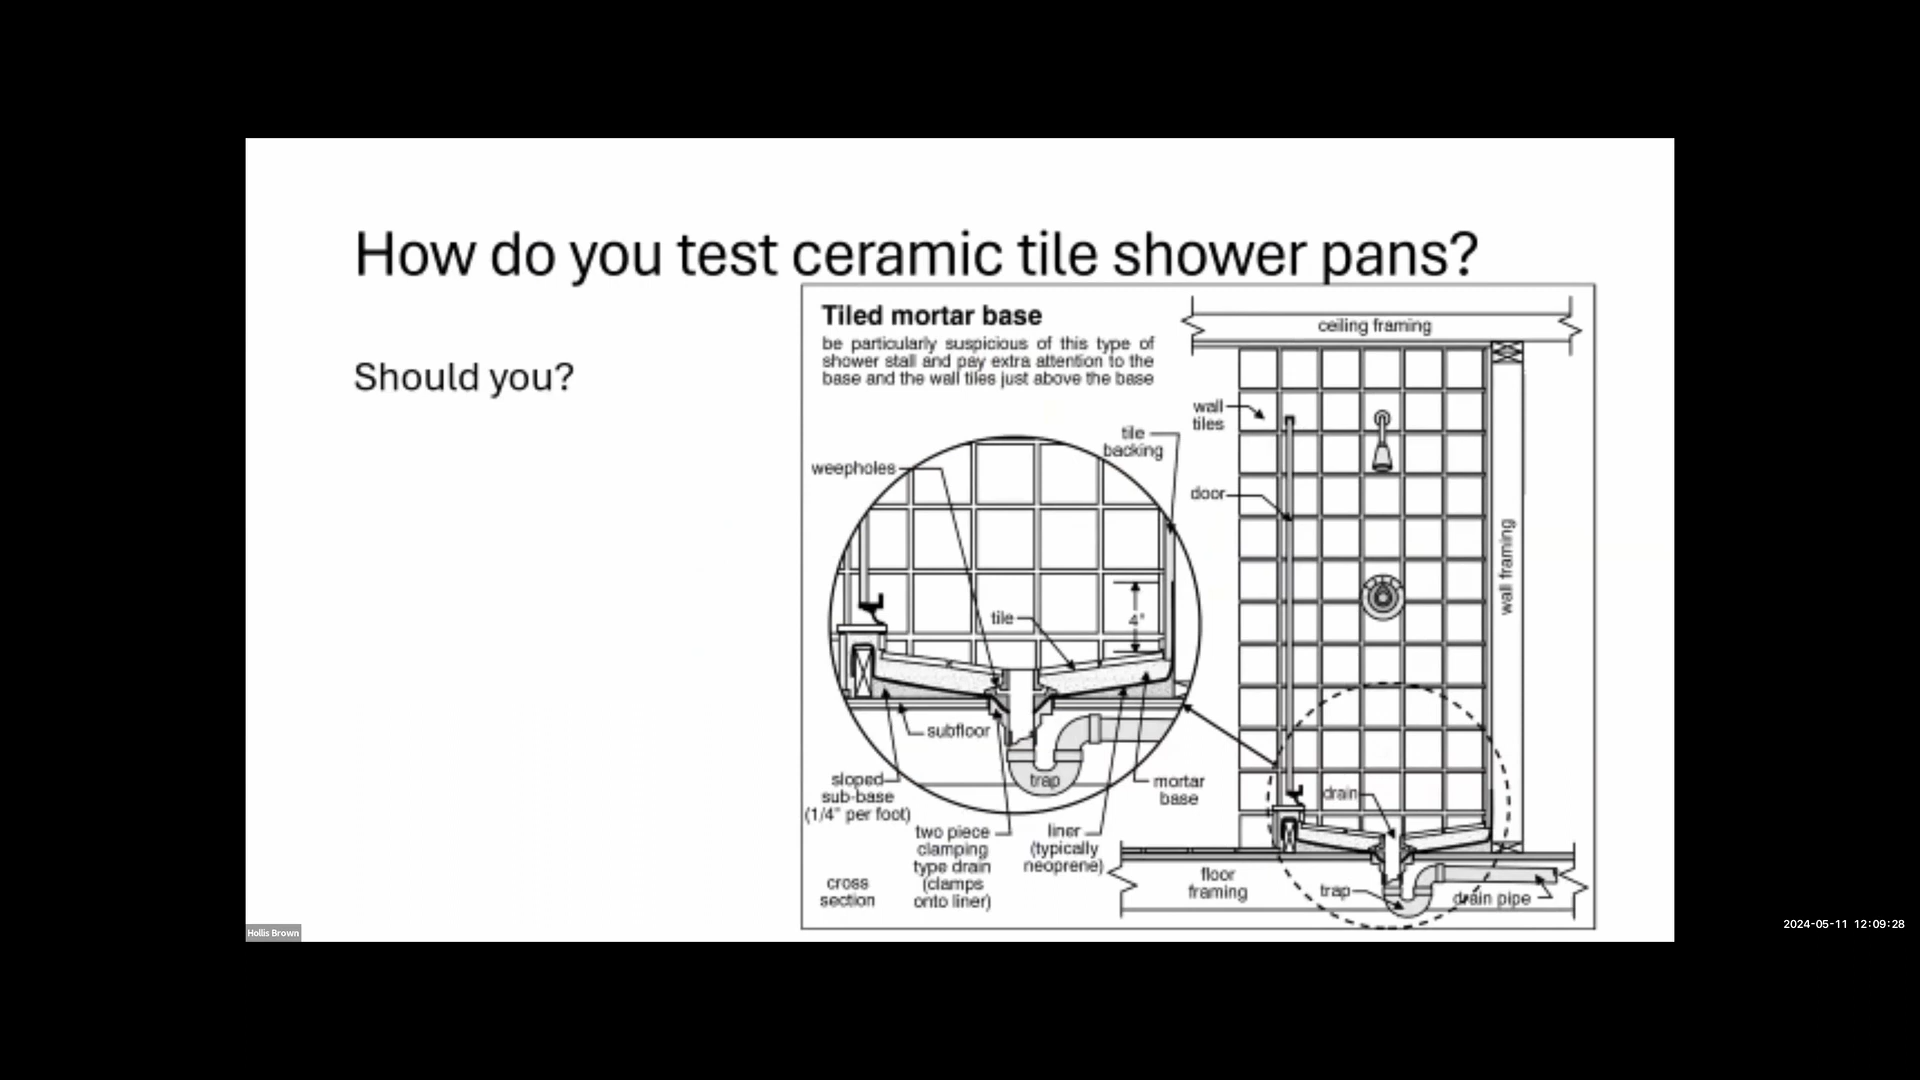 How do you test ceramic tile shower pans?
Should you?
Tiled mortar base
be particularly suspicious of this type of
shower stall and pay extra attention to the
base and the wall tiles just above the base
ceiling framing
wall
tiles
tile
backing
weepholes
door
wall framing
tile
4"
subfloor
trap
sloped
sub-base
(1/4" per foot)
mortar
base
drain
two piece
clamping
type drain
(clamps
onto liner)
liner
(typically
neoprene)
cross
section
floor
framing
trap
drain pipe
Hollis Brown
2024-05-11 12:09:28